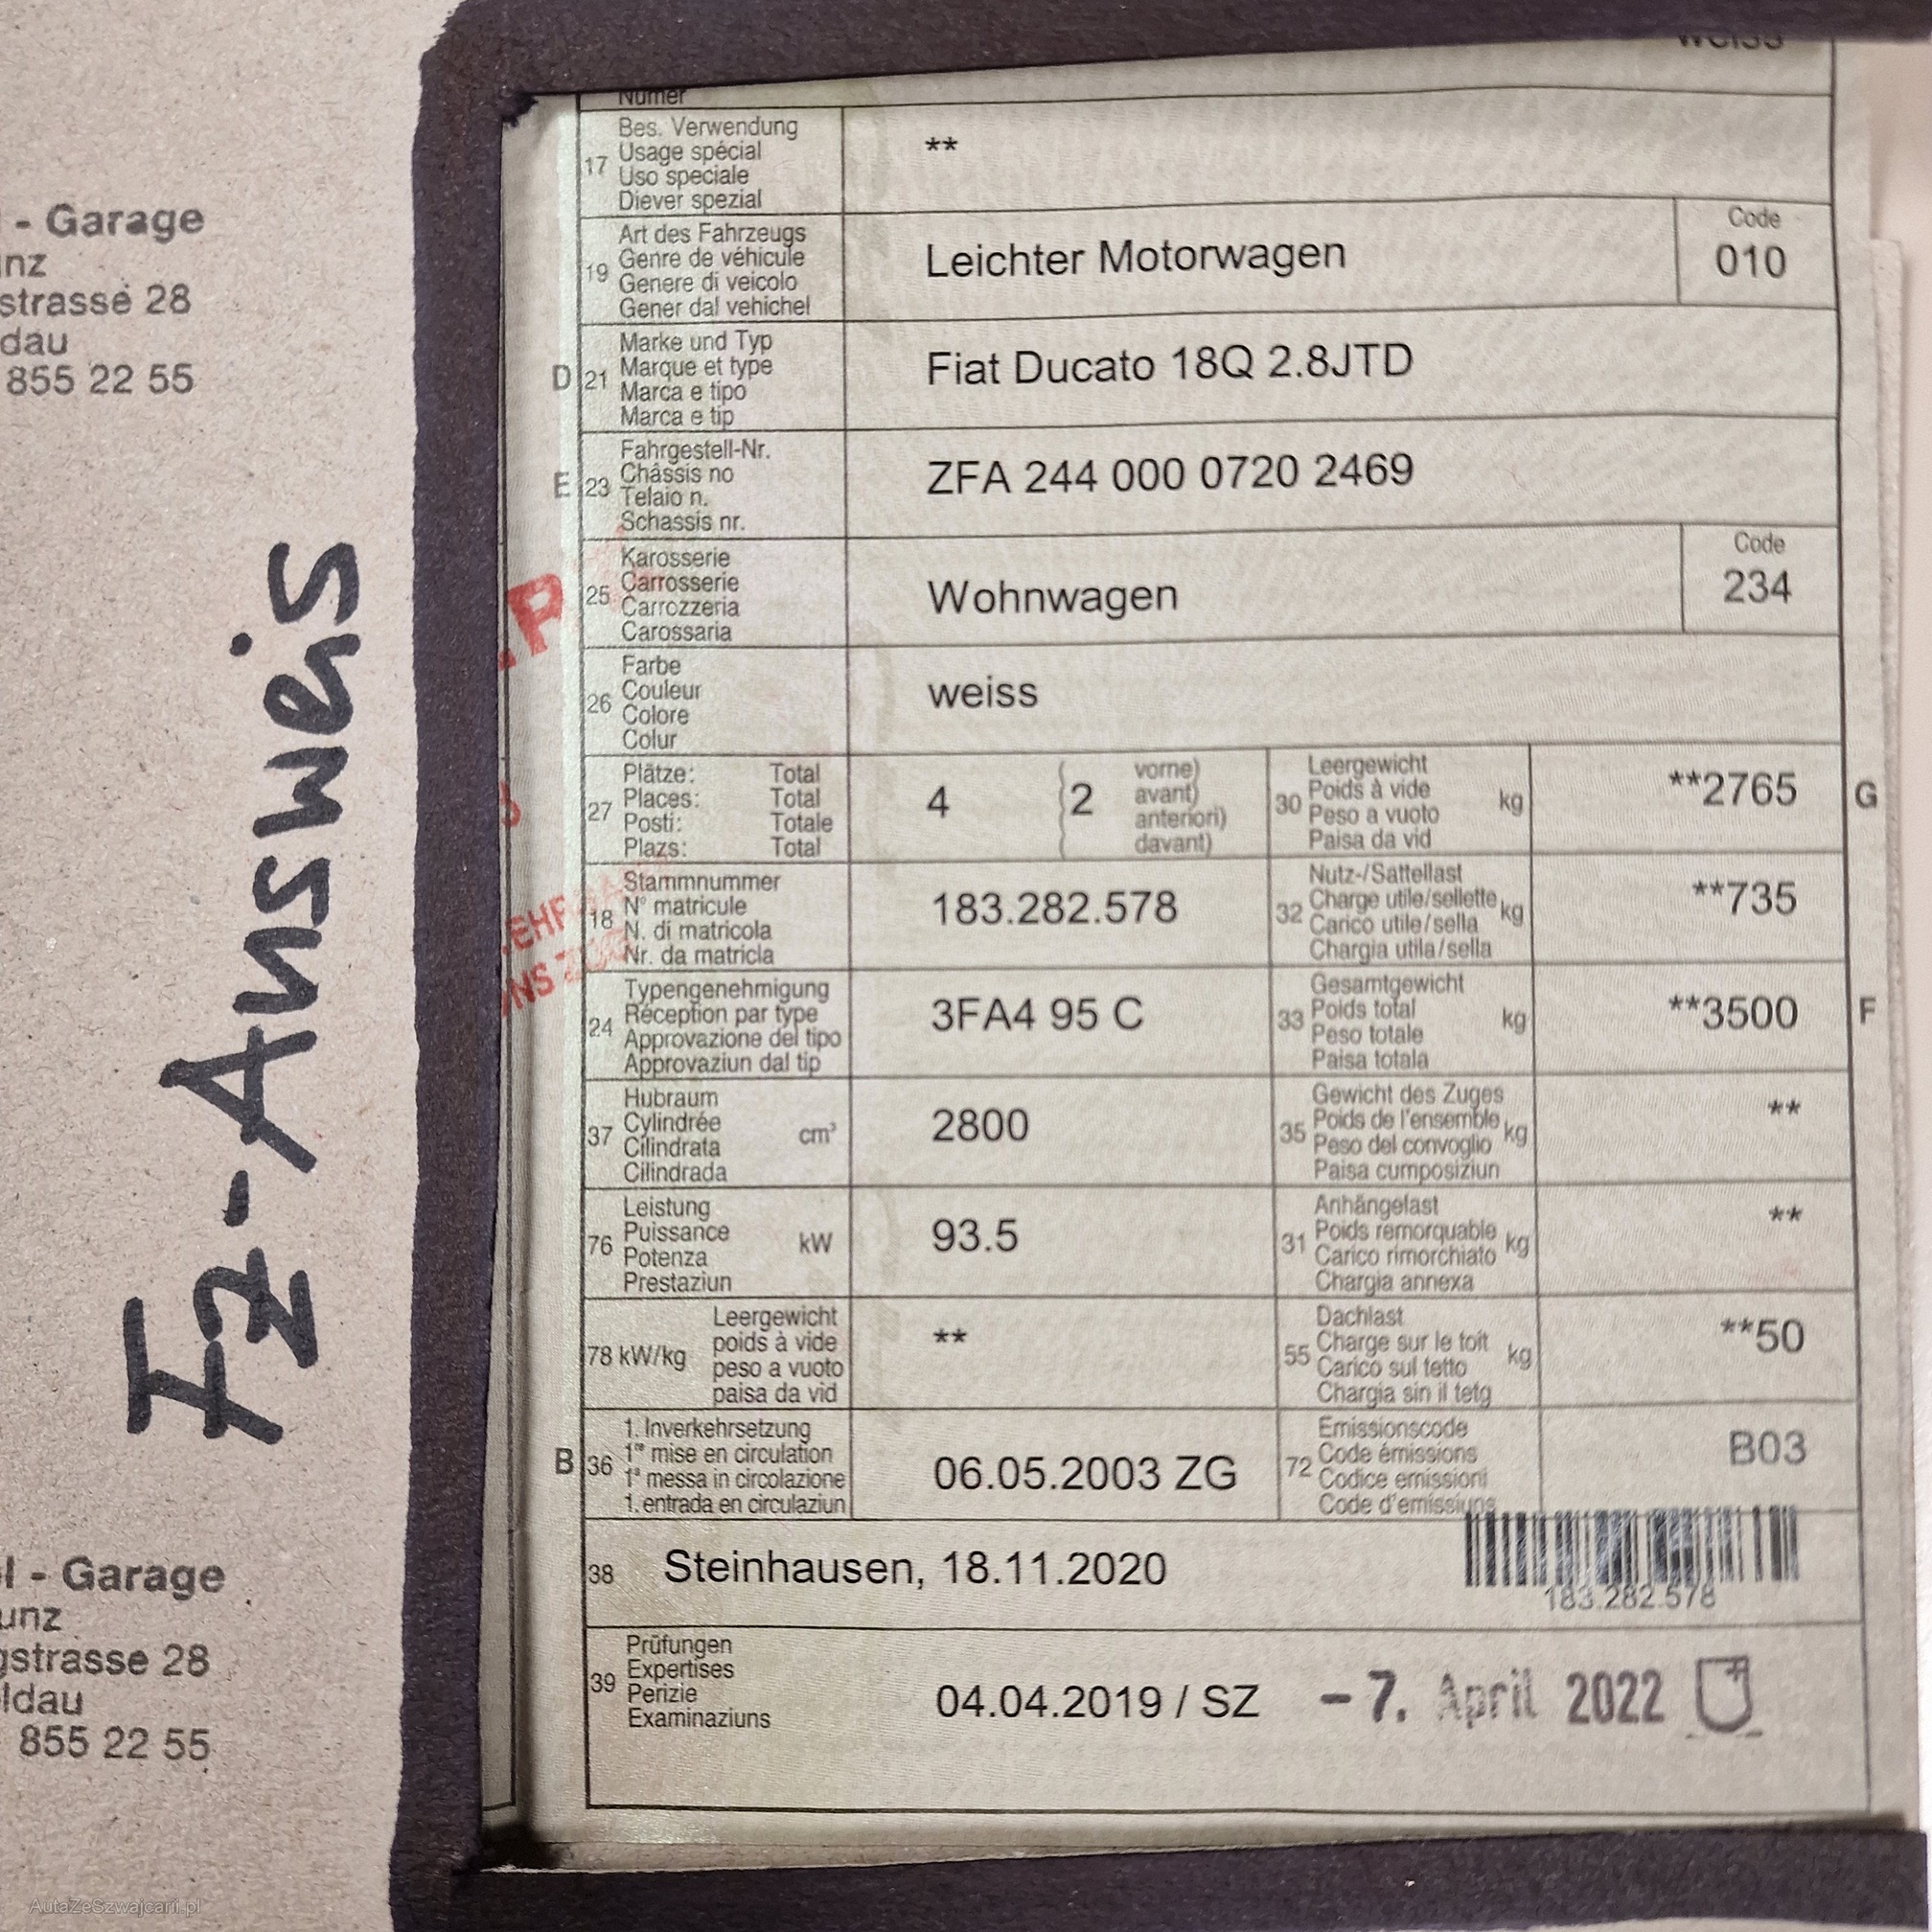 - Garage
nz
strasse 28
dau
855 22 55
Fz-Ausweis
- Garage
unz
gstrasse 28
ldau
855 22 55
AutaZeSzwajcarii.pl
weiss
Numer
17 Bes. Verwendung
Usage spécial
Uso speciale
Diever spezial
**
19 Art des Fahrzeugs
Genre de véhicule
Genere di veicolo
Gener dal vehichel
Leichter Motorwagen
Code
010
D 21 Marke und Typ
Marque et type
Marca e tipo
Marca e tip
Fiat Ducato 18Q 2.8JTD
E 23 Fahrgestell-Nr.
Châssis no
Telaio n.
Schassis nr.
ZFA 244 000 0720 2469
25 Karosserie
Carrosserie
Carrozzeria
Carossaria
Wohnwagen
Code
234
26 Farbe
Couleur
Colore
Colur
weiss
27 Plätze: Total
Places: Total
Posti: Totale
Plazs: Total
4 ( 2 vorne)
avant)
anteriori)
davant)
30 Leergewicht
Poids à vide kg
Peso a vuoto
Paisa da vid
**2765 G
18 Stammnummer
N° matricule
N. di matricola
Nr. da matricla
183.282.578
32 Nutz-/Sattellast
Charge utile/sellette kg
Carico utile/sella
Chargia utila/sella
**735
24 Typengenehmigung
Réception par type
Approvazione del tipo
Approvaziun dal tip
3FA4 95 C
33 Gesamtgewicht
Poids total kg
Peso totale
Paisa totala
**3500 F
37 Hubraum
Cylindrée cm³
Cilindrata
Cilindrada
2800
35 Gewicht des Zuges
Poids de l'ensemble kg
Peso del convoglio
Paisa cumposiziun
**
76 Leistung
Puissance kW
Potenza
Prestaziun
93.5
31 Anhängelast
Poids remorquable kg
Carico rimorchiato
Chargia annexa
**
78 kW/kg Leergewicht
poids à vide
peso a vuoto
paisa da vid
**
55 Dachlast
Charge sur le toit kg
Carico sul tetto
Chargia sin il tetg
**50
B 36 1. Inverkehrsetzung
1re mise en circulation
1a messa in circolazione
1. entrada en circulaziun
06.05.2003 ZG
72 Emissionscode
Code émissions
Codice emissioni
Code d'emissiuns
B03
38 Steinhausen, 18.11.2020
183.282.578
39 Prüfungen
Expertises
Perizie
Examinaziuns
04.04.2019 / SZ
- 7. April 2022